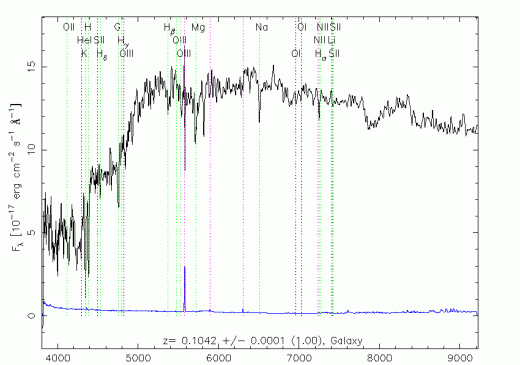 OII H G Hβ Mg Na OI NII SII
HeI SII Hγ OIII NII Li
K Hδ OIII OIII OI Hα SII
15
10
5
0
F_λ [10^-17 erg cm^-2 s^-1 Å^-1]
z= 0.1042 +/- 0.0001 (1.00), Galaxy
4000 5000 6000 7000 8000 9000